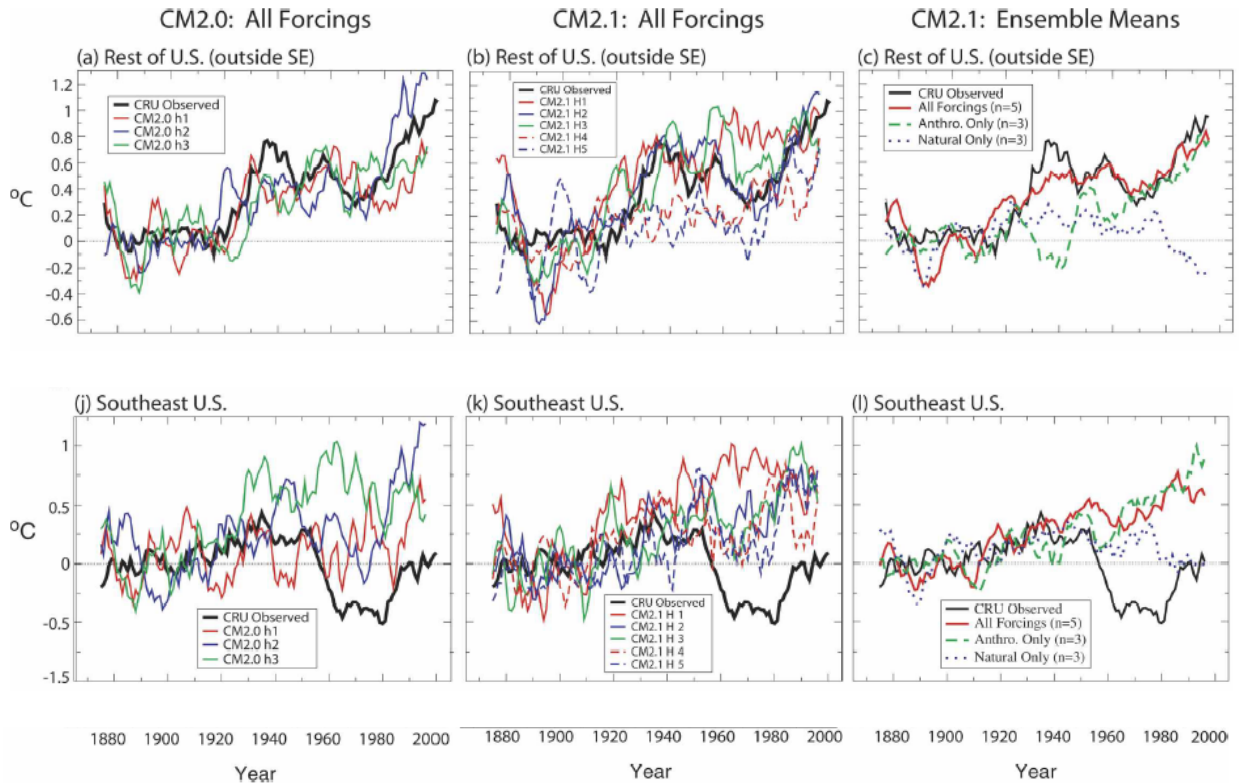 CM2.0: All Forcings
CM2.1: All Forcings
CM2.1: Ensemble Means
(a) Rest of U.S. (outside SE)
(b) Rest of U.S. (outside SE)
(c) Rest of U.S. (outside SE)
1.2
1
0.8
0.6
0.4
0.2
0
-0.2
-0.4
-0.6
°C
CRU Observed
CM2.0 h1
CM2.0 h2
CM2.0 h3
CRU Observed
CM2.1 H1
CM2.1 H2
CM2.1 H3
CM2.1 H4
CM2.1 H5
CRU Observed
All Forcings (n=5)
Anthro. Only (n=3)
Natural Only (n=3)
(j) Southeast U.S.
(k) Southeast U.S.
(l) Southeast U.S.
1
0.5
0
-0.5
-1.5
°C
CRU Observed
CM2.0 h1
CM2.0 h2
CM2.0 h3
CRU Observed
CM2.1 H 1
CM2.1 H 2
CM2.1 H 3
CM2.1 H 4
CM2.1 H 5
CRU Observed
All Forcings (n=5)
Anthro. Only (n=3)
Natural Only (n=3)
1880 1900 1920 1940 1960 1980 2000
1880 1900 1920 1940 1960 1980 2000
1880 1900 1920 1940 1960 1980 2000
Year
Year
Year